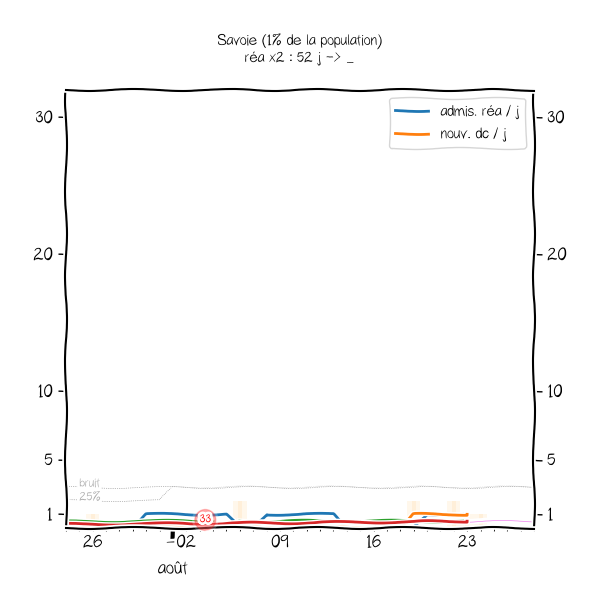 Savoie (1% de la population)
réa x2 : 52 j -> _
admis. réa / j
nouv. dc / j
30
30
20
20
10
10
5
5
bruit
25%
1
33
1
26
02
09
16
23
août